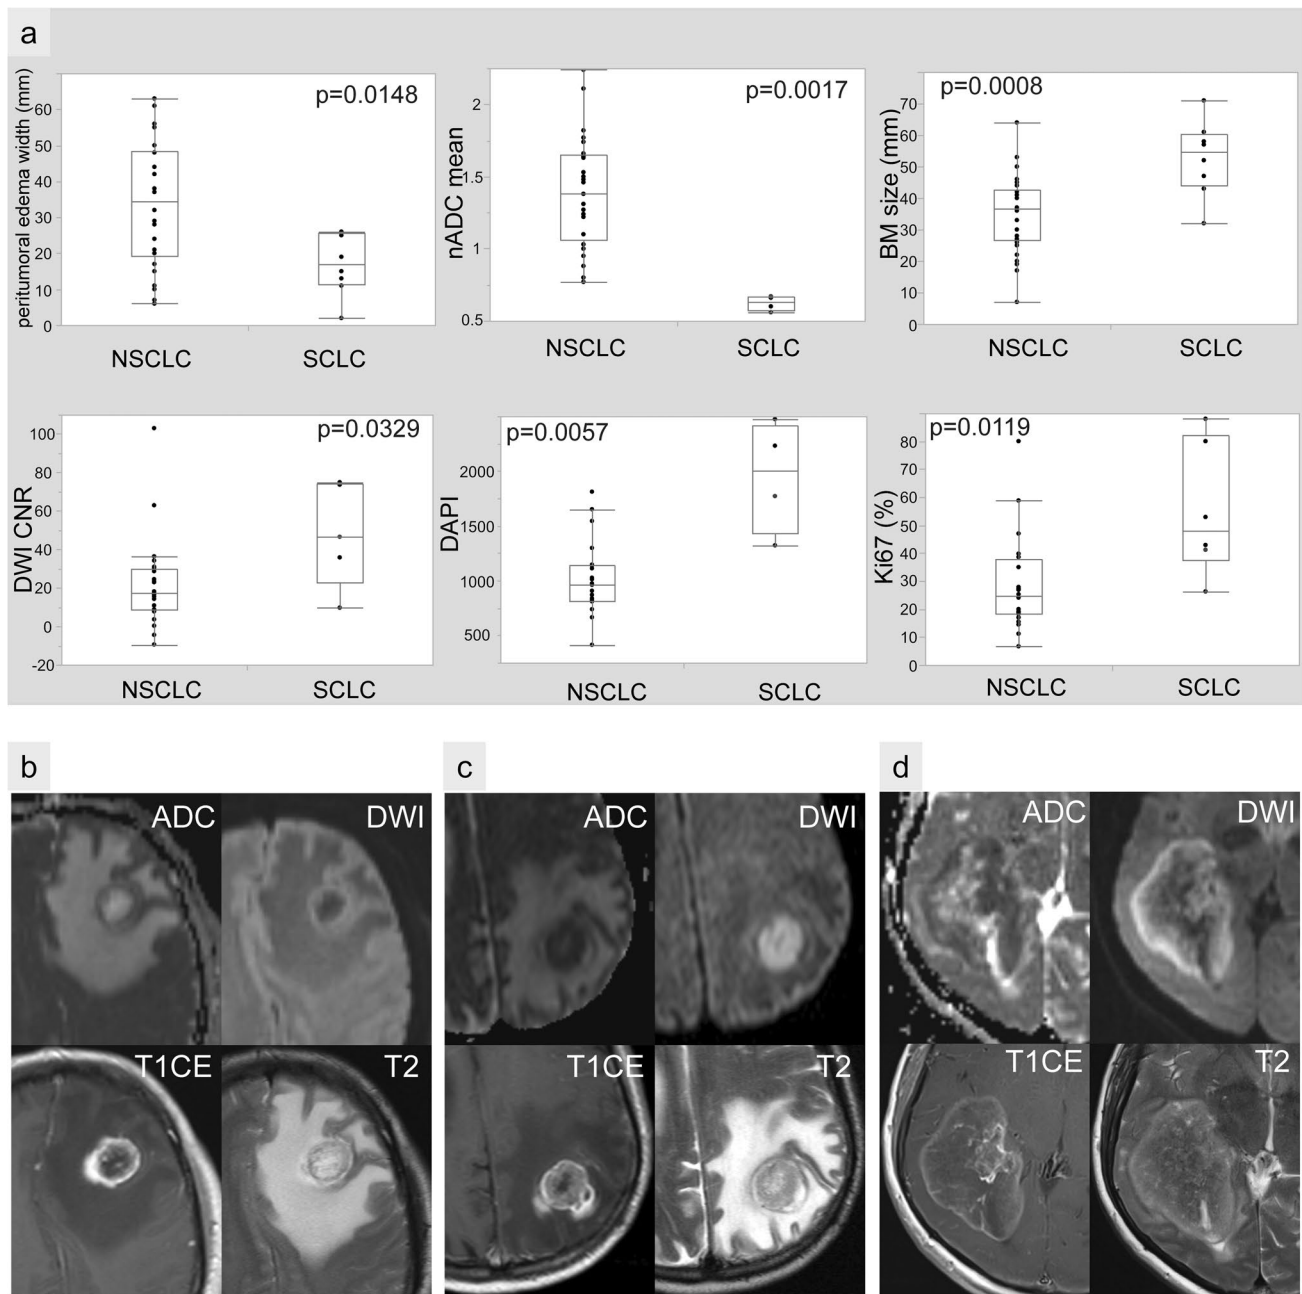 a
peritumoral edema width (mm)
60
50
40
30
20
10
0
p=0.0148
NSCLC
SCLC
nADC mean
2
1.5
1
0.5
p=0.0017
NSCLC
SCLC
BM size (mm)
70
60
50
40
30
20
10
0
p=0.0008
NSCLC
SCLC
DWI CNR
100
80
60
40
20
0
-20
p=0.0329
NSCLC
SCLC
DAPI
2000
1500
1000
500
p=0.0057
NSCLC
SCLC
Ki67 (%)
80
70
60
50
40
30
20
10
0
p=0.0119
NSCLC
SCLC
b
ADC
DWI
T1CE
T2
c
ADC
DWI
T1CE
T2
d
ADC
DWI
T1CE
T2